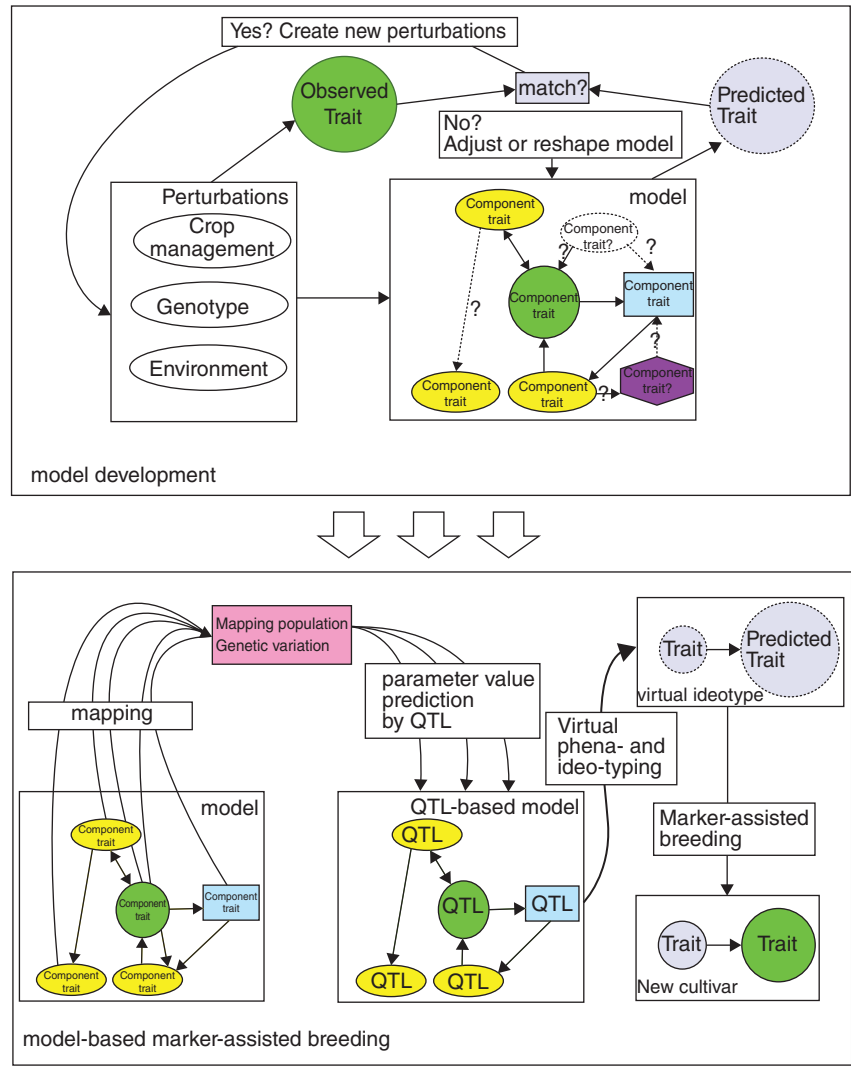 Yes? Create new perturbations
Observed
Trait
match?
Predicted
Trait
No?
Adjust or reshape model
Perturbations
Crop
management
Genotype
Environment
model
Component
trait
Component
trait?
?
?
Component
trait
Component
trait
?
?
Component
trait
Component
trait
?
Component
trait?
model development
Mapping population
Genetic variation
mapping
parameter value
prediction
by QTL
Virtual
phena- and
ideo-typing
Trait
Predicted
Trait
virtual ideotype
Marker-assisted
breeding
model
Component
trait
Component
trait
Component
trait
Component
trait
Component
trait
QTL-based model
QTL
QTL
QTL
QTL
QTL
Trait
Trait
New cultivar
model-based marker-assisted breeding